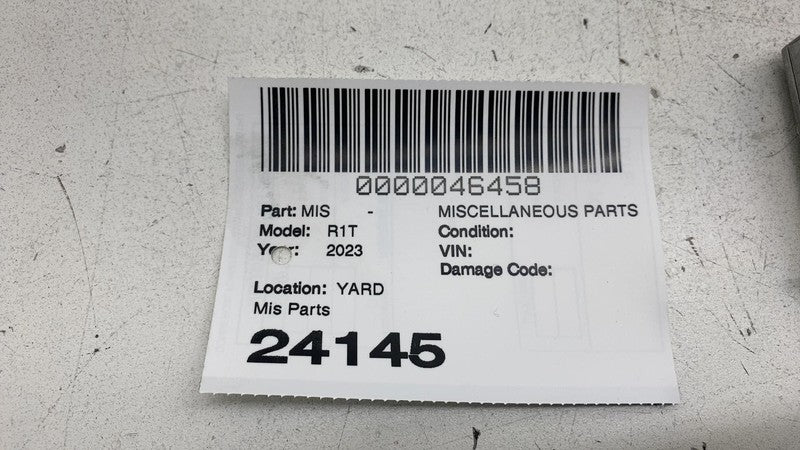 0000046458
Part: MIS - MISCELLANEOUS PARTS
Model: R1T Condition:
Year: 2023 VIN:
Damage Code:
Location: YARD
Mis Parts
24145